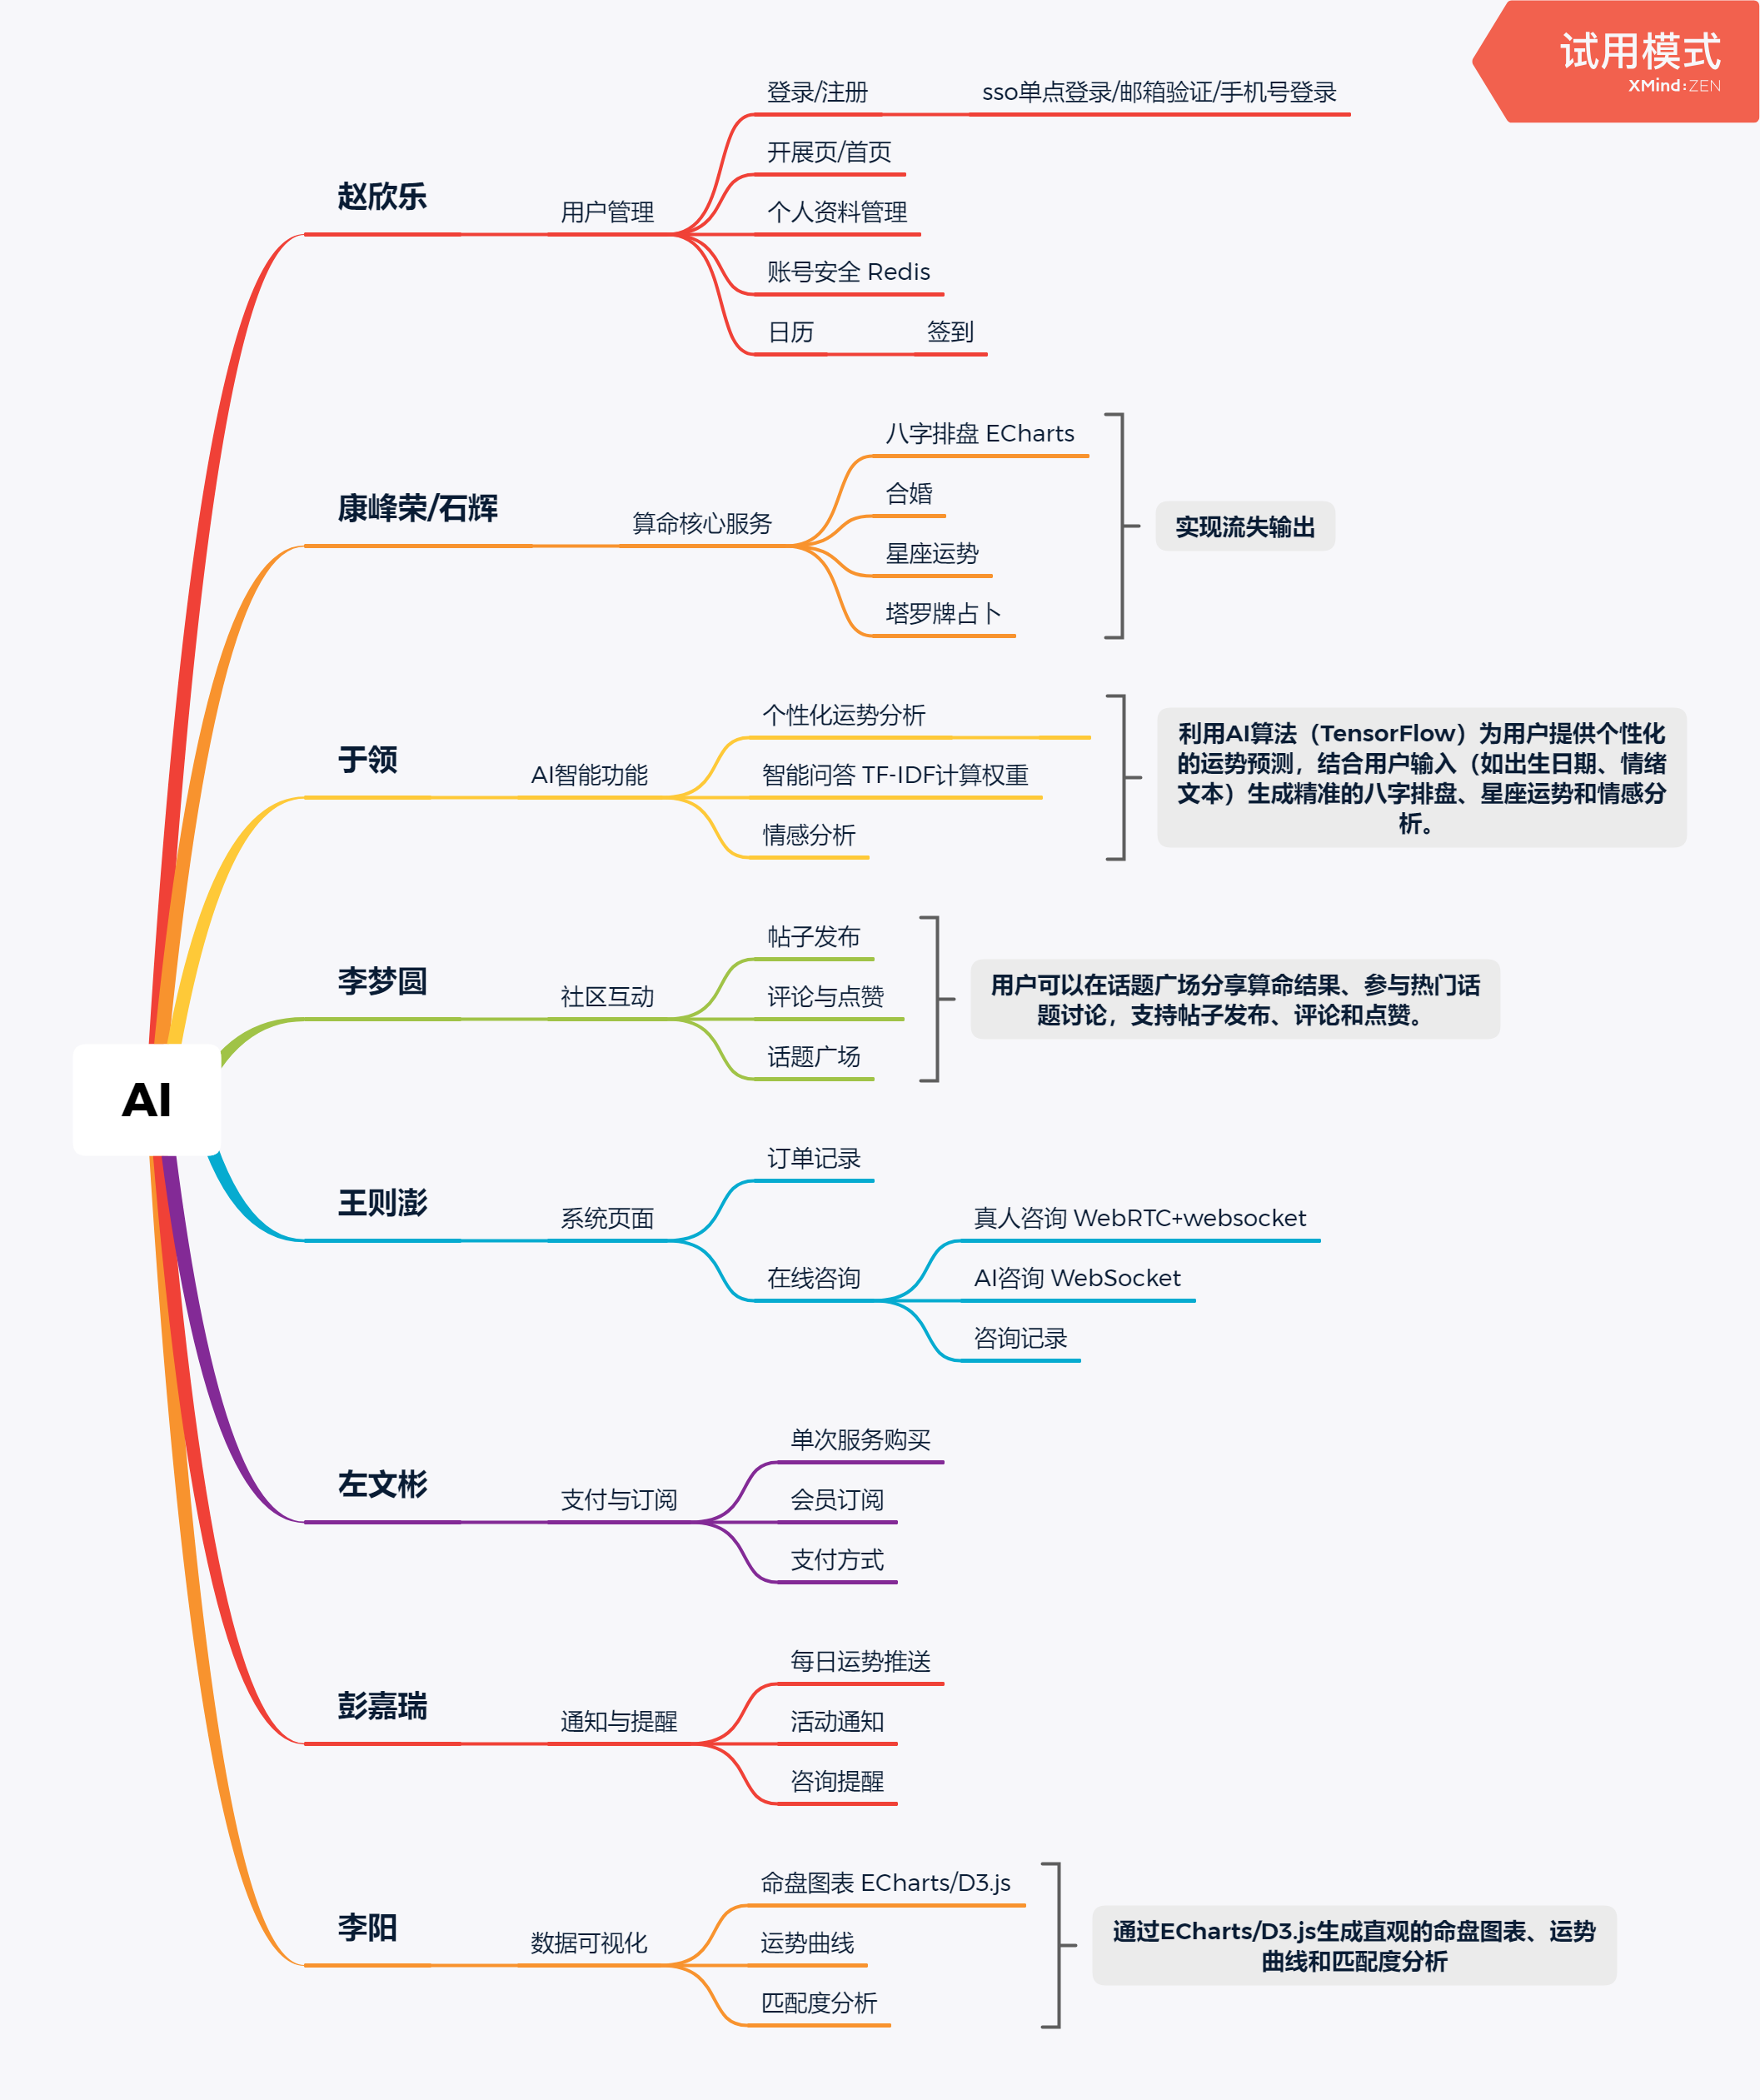 试用模式
XMind:ZEN
AI
赵欣乐
用户管理
登录/注册
sso单点登录/邮箱验证/手机号登录
开展页/首页
个人资料管理
账号安全 Redis
日历
签到
康峰荣/石辉
算命核心服务
八字排盘 ECharts
合婚
星座运势
塔罗牌占卜
实现流失输出
于领
AI智能功能
个性化运势分析
智能问答 TF-IDF计算权重
情感分析
利用AI算法（TensorFlow）为用户提供个性化
的运势预测，结合用户输入（如出生日期、情绪
文本）生成精准的八字排盘、星座运势和情感分
析。
李梦圆
社区互动
帖子发布
评论与点赞
话题广场
用户可以在话题广场分享算命结果、参与热门话
题讨论，支持帖子发布、评论和点赞。
王则澎
系统页面
订单记录
在线咨询
真人咨询 WebRTC+websocket
AI咨询 WebSocket
咨询记录
左文彬
支付与订阅
单次服务购买
会员订阅
支付方式
彭嘉瑞
通知与提醒
每日运势推送
活动通知
咨询提醒
李阳
数据可视化
命盘图表 ECharts/D3.js
运势曲线
匹配度分析
通过ECharts/D3.js生成直观的命盘图表、运势
曲线和匹配度分析